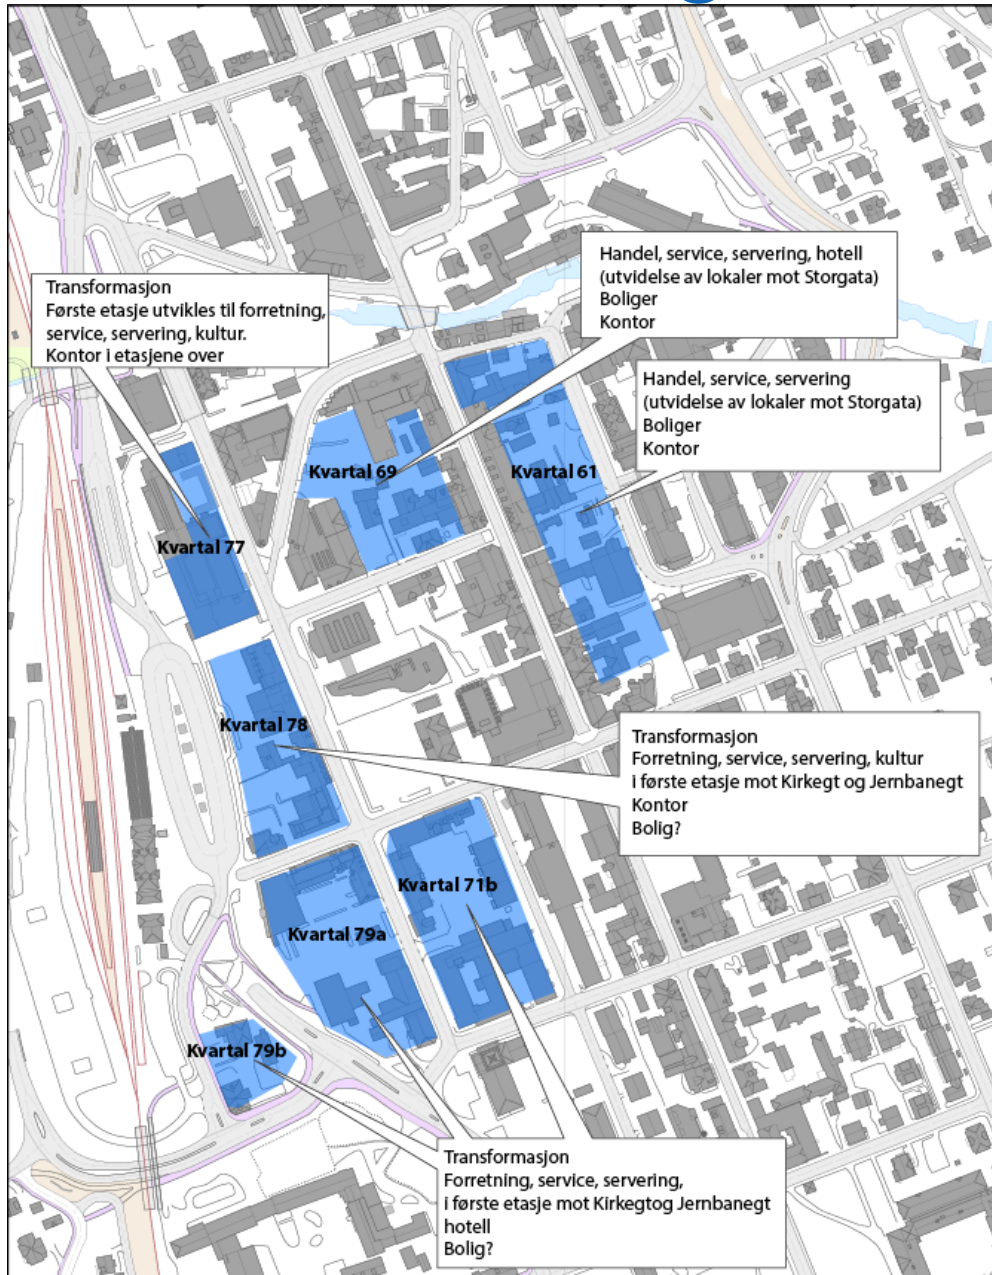 Handel, service, servering, hotell
(utvidelse av lokaler mot Storgata)
Boliger
Kontor
Transformasjon
Første etasje utvikles til forretning,
service, servering, kultur.
Kontor i etasjene over
Handel, service, servering
(utvidelse av lokaler mot Storgata)
Boliger
Kontor
Kvartal 69
Kvartal 61
Kvartal 77
Kvartal 78
Transformasjon
Forretning, service, servering, kultur
i første etasje mot Kirkegt og Jernbanegt
Kontor
Bolig?
Kvartal 71b
Kvartal 79a
Kvartal 79b
Transformasjon
Forretning, service, servering,
i første etasje mot Kirkegtog Jernbanegt
hotell
Bolig?